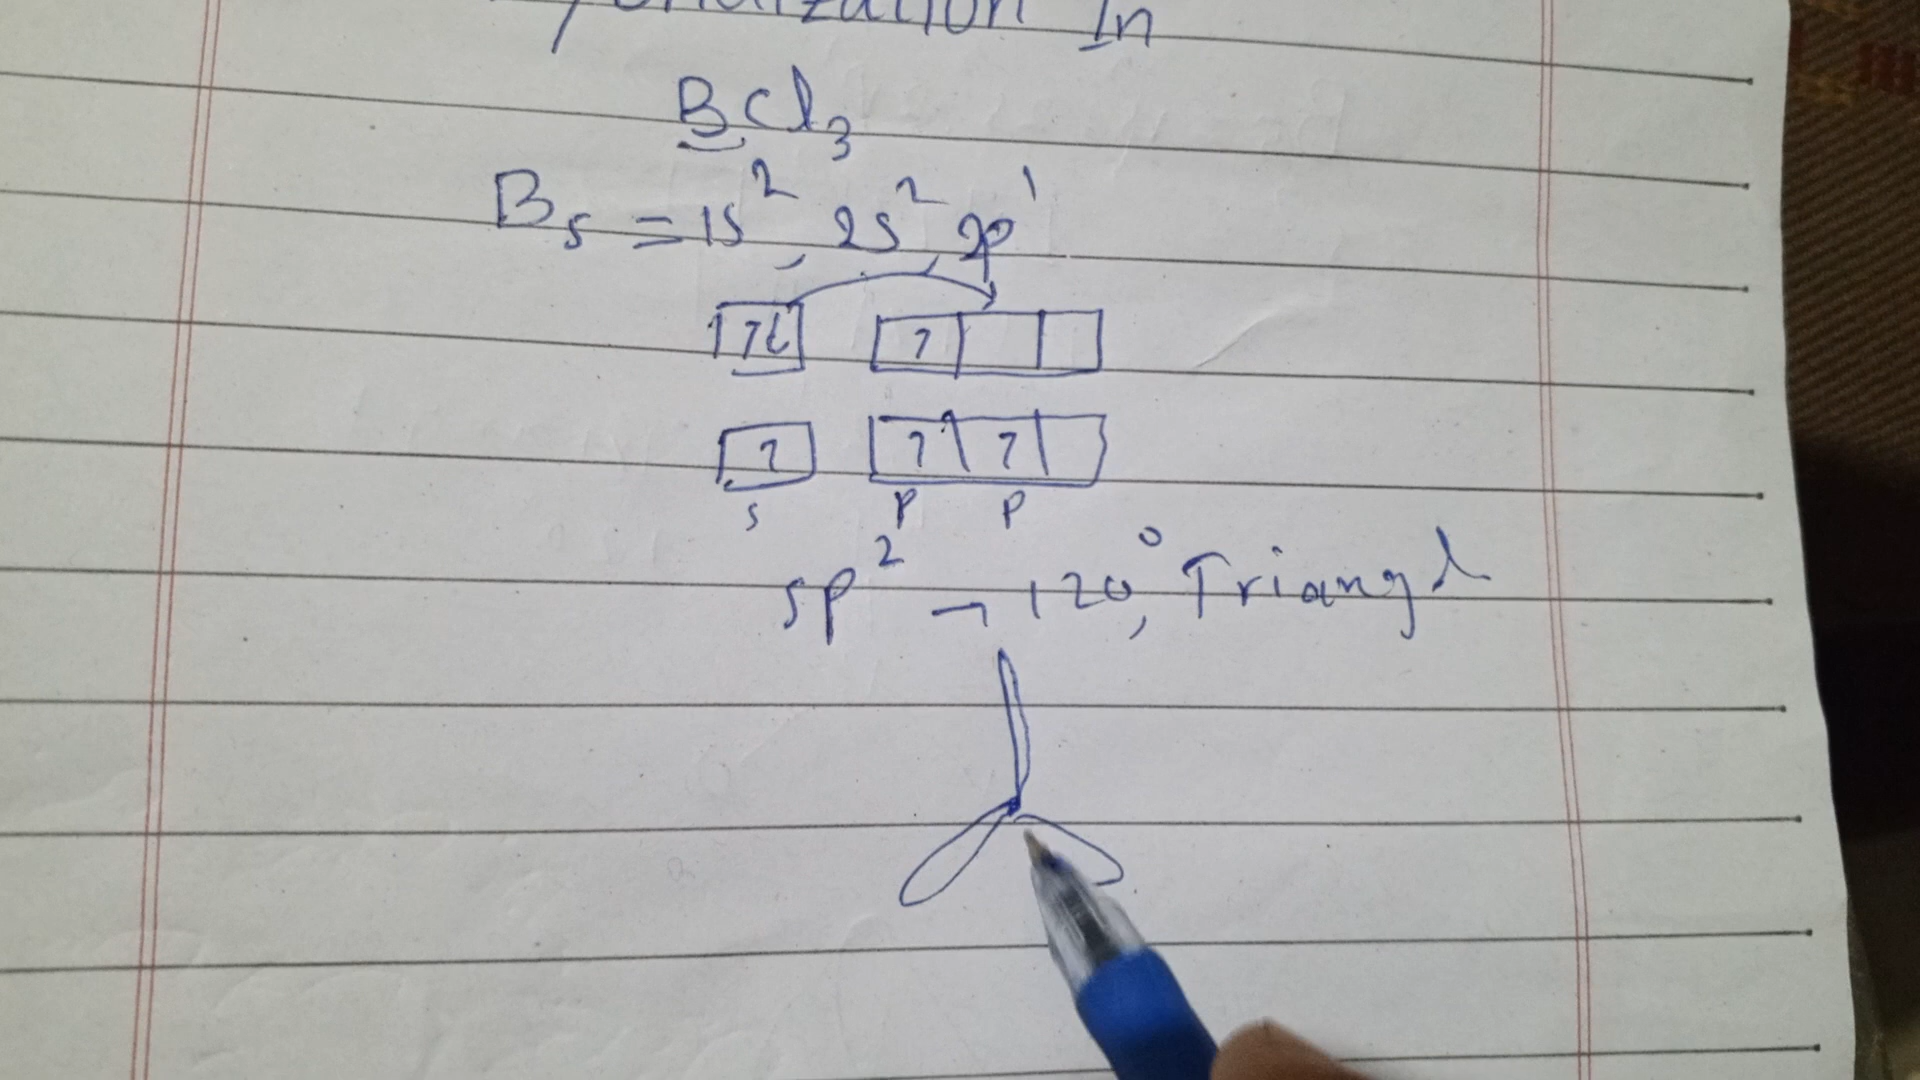 In
BCl₃
B₅ = 1s² 2s² 2p¹
s p p
sp² → 120°, Triangl